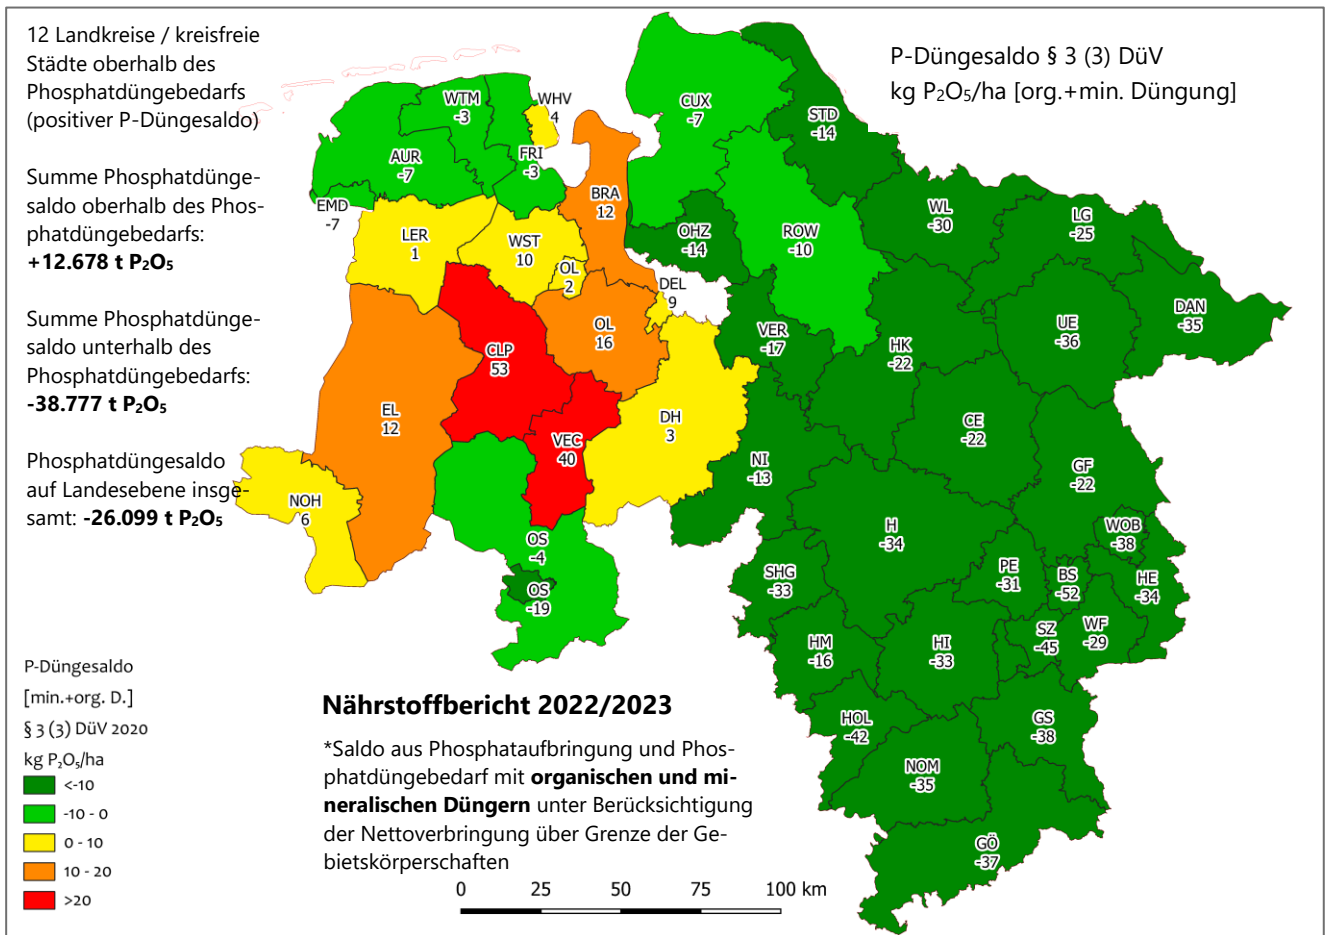 12 Landkreise / kreisfreie
Städte oberhalb des
Phosphatdüngebedarfs
(positiver P-Düngesaldo)
Summe Phosphatdünge-
saldo oberhalb des Phos-
phatdüngebedarfs:
+12.678 t P₂O₅
Summe Phosphatdünge-
saldo unterhalb des
Phosphatdüngebedarfs:
-38.777 t P₂O₅
Phosphatdüngesaldo
auf Landesebene insge-
samt: -26.099 t P₂O₅
P-Düngesaldo § 3 (3) DüV
kg P₂O₅/ha [org.+min. Düngung]
WTM
-3
WHV
4
CUX
-7
STD
-14
AUR
-7
FRI
-3
EMD
-7
BRA
12
LER
1
WST
10
OL
2
OHZ
-14
ROW
-10
WL
-30
LG
-25
DEL
9
DAN
-35
OL
16
VER
-17
HK
-22
UE
-36
CLP
53
EL
12
VEC
40
DH
3
CE
-22
NI
-13
GF
-22
NOH
6
H
-34
WOB
-38
OS
-4
OS
-19
SHG
-33
PE
-31
BS
-52
HE
-34
HM
-16
HI
-33
SZ
-45
WF
-29
HOL
-42
GS
-38
NOM
-35
GÖ
-37
P-Düngesaldo
[min.+org. D.]
§ 3 (3) DüV 2020
kg P₂O₅/ha
<-10
-10 - 0
0 - 10
10 - 20
>20
Nährstoffbericht 2022/2023
*Saldo aus Phosphataufbringung und Phos-
phatdüngebedarf mit organischen und mi-
neralischen Düngern unter Berücksichtigung
der Nettoverbringung über Grenze der Ge-
bietskörperschaften
0 25 50 75 100 km